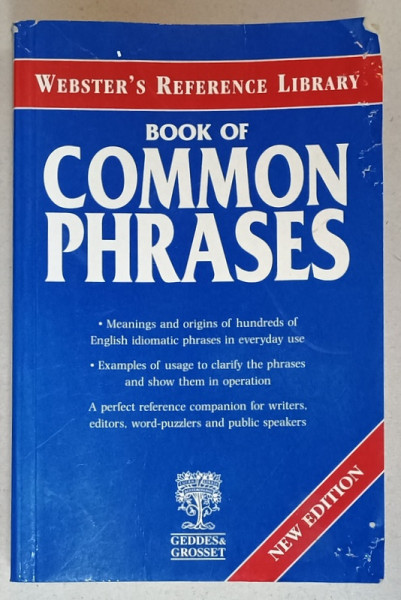 WEBSTER'S REFERENCE LIBRARY
BOOK OF
COMMON
PHRASES
• Meanings and origins of hundreds of
English idiomatic phrases in everyday use
• Examples of usage to clarify the phrases
and show them in operation
A perfect reference companion for writers,
editors, word-puzzlers and public speakers
GEDDES&
GROSSET
NEW EDITION